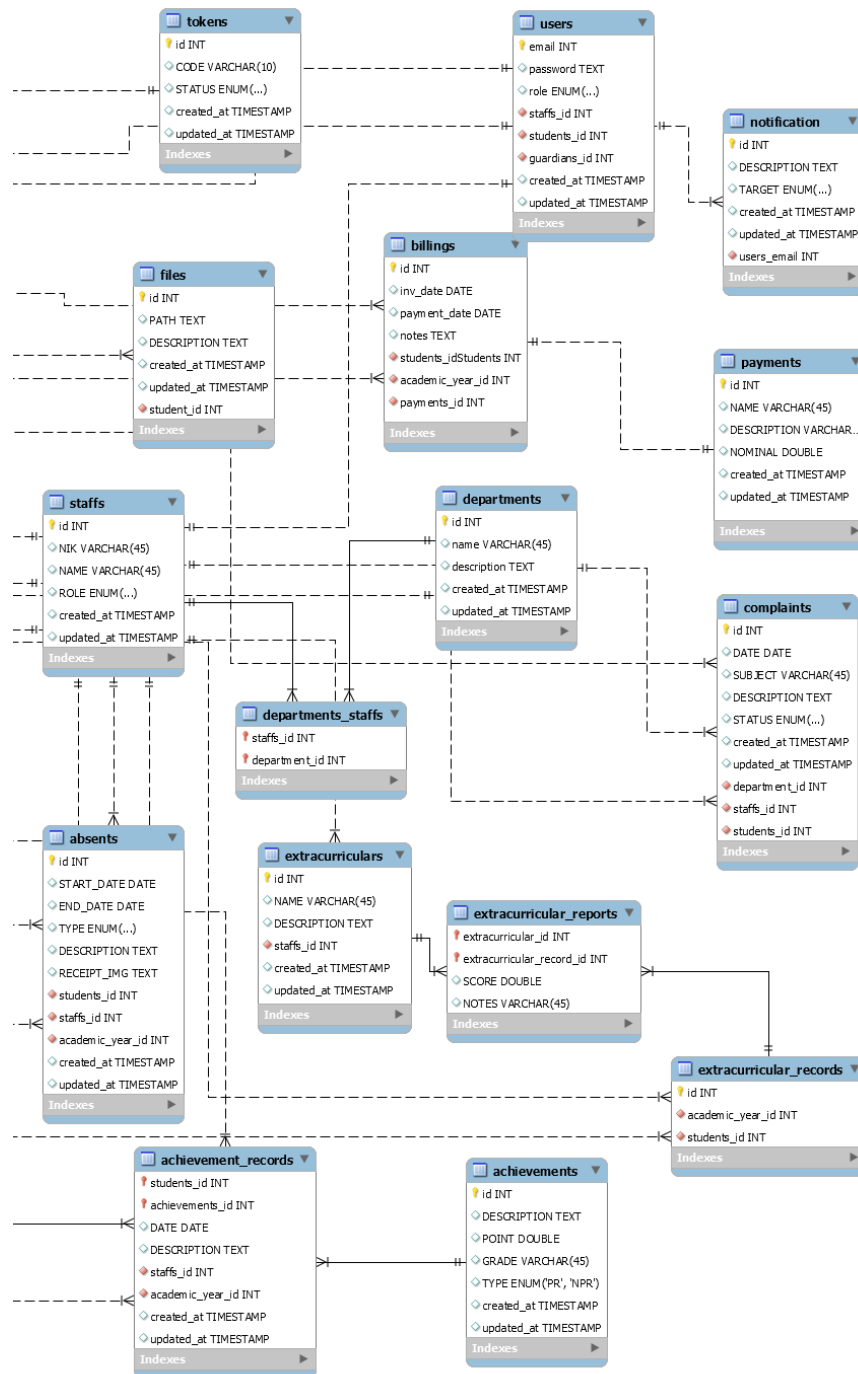 tokens
id INT
CODE VARCHAR(10)
STATUS ENUM(...)
created_at TIMESTAMP
updated_at TIMESTAMP
Indexes
users
email INT
password TEXT
role ENUM(...)
staffs_id INT
students_id INT
guardians_id INT
created_at TIMESTAMP
updated_at TIMESTAMP
Indexes
notification
id INT
DESCRIPTION TEXT
TARGET ENUM(...)
created_at TIMESTAMP
updated_at TIMESTAMP
users_email INT
Indexes
files
id INT
PATH TEXT
DESCRIPTION TEXT
created_at TIMESTAMP
updated_at TIMESTAMP
student_id INT
Indexes
billings
id INT
inv_date DATE
payment_date DATE
notes TEXT
students_idStudents INT
academic_year_id INT
payments_id INT
Indexes
payments
id INT
NAME VARCHAR(45)
DESCRIPTION VARCHAR...
NOMINAL DOUBLE
created_at TIMESTAMP
updated_at TIMESTAMP
Indexes
staffs
id INT
NIK VARCHAR(45)
NAME VARCHAR(45)
ROLE ENUM(...)
created_at TIMESTAMP
updated_at TIMESTAMP
Indexes
departments
id INT
name VARCHAR(45)
description TEXT
created_at TIMESTAMP
updated_at TIMESTAMP
Indexes
complaints
id INT
DATE DATE
SUBJECT VARCHAR(45)
DESCRIPTION TEXT
STATUS ENUM(...)
created_at TIMESTAMP
updated_at TIMESTAMP
department_id INT
staffs_id INT
students_id INT
Indexes
departments_staffs
staffs_id INT
department_id INT
Indexes
absents
id INT
START_DATE DATE
END_DATE DATE
TYPE ENUM(...)
DESCRIPTION TEXT
RECEIPT_IMG TEXT
students_id INT
staffs_id INT
academic_year_id INT
created_at TIMESTAMP
updated_at TIMESTAMP
Indexes
extracurriculars
id INT
NAME VARCHAR(45)
DESCRIPTION TEXT
staffs_id INT
created_at TIMESTAMP
updated_at TIMESTAMP
Indexes
extracurricular_reports
extracurricular_id INT
extracurricular_record_id INT
SCORE DOUBLE
NOTES VARCHAR(45)
Indexes
extracurricular_records
id INT
academic_year_id INT
students_id INT
Indexes
achievement_records
students_id INT
achievements_id INT
DATE DATE
DESCRIPTION TEXT
staffs_id INT
academic_year_id INT
created_at TIMESTAMP
updated_at TIMESTAMP
Indexes
achievements
id INT
DESCRIPTION TEXT
POINT DOUBLE
GRADE VARCHAR(45)
TYPE ENUM('PR', 'NPR')
created_at TIMESTAMP
updated_at TIMESTAMP
Indexes